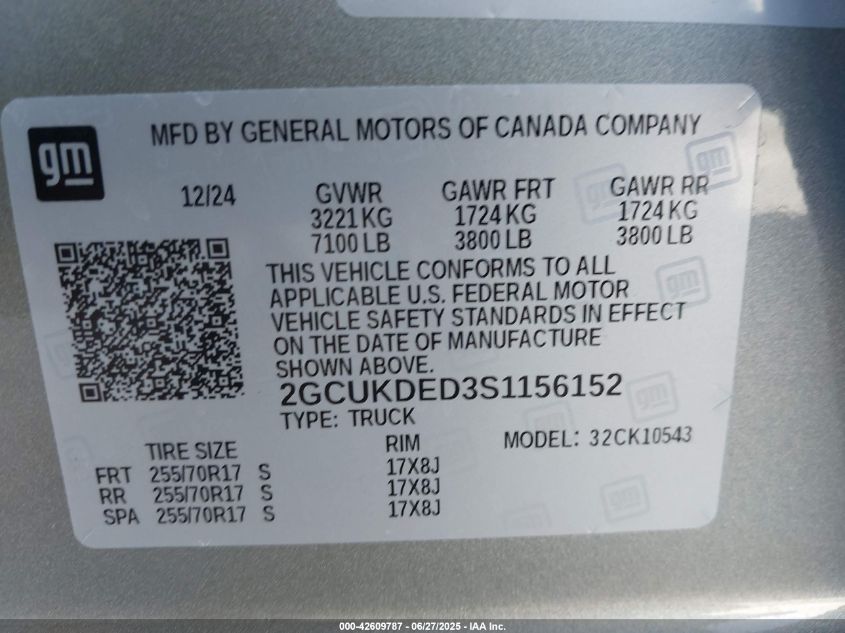 MFD BY GENERAL MOTORS OF CANADA COMPANY
gm
12/24 GVWR GAWR FRT GAWR RR
3221 KG 1724 KG 1724 KG
7100 LB 3800 LB 3800 LB
THIS VEHICLE CONFORMS TO ALL
APPLICABLE U.S. FEDERAL MOTOR
VEHICLE SAFETY STANDARDS IN EFFECT
ON THE DATE OF MANUFACTURE
SHOWN ABOVE.
2GCUKDED3S1156152
TYPE: TRUCK
TIRE SIZE RIM MODEL: 32CK10543
FRT 255/70R17 S 17X8J
RR 255/70R17 S 17X8J
SPA 255/70R17 S 17X8J
000-42609787 - 06/27/2025 - IAA Inc.